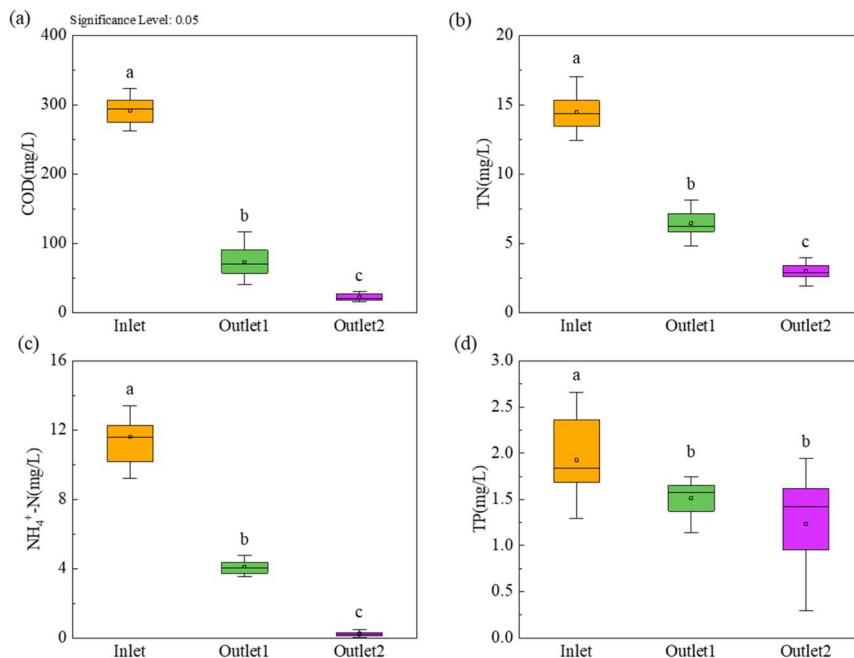 (a)
Significance Level: 0.05
400
300
200
100
0
COD(mg/L)
a
b
c
Inlet Outlet1 Outlet2
(b)
20
15
10
5
0
TN(mg/L)
a
b
c
Inlet Outlet1 Outlet2
(c)
16
12
8
4
0
NH₄⁺-N(mg/L)
a
b
c
Inlet Outlet1 Outlet2
(d)
3.0
2.5
2.0
1.5
1.0
0.5
0.0
TP(mg/L)
a
b
b
Inlet Outlet1 Outlet2